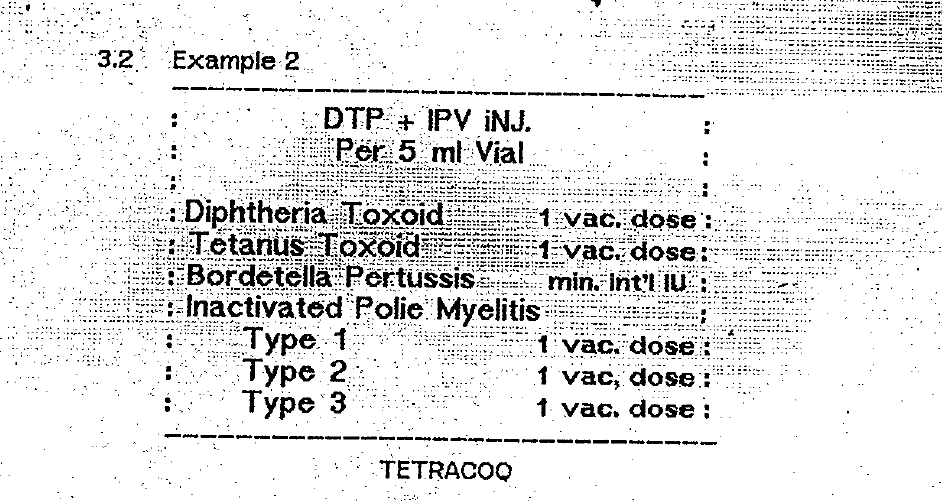 3.2 Example 2
DTP + IPV iNJ.
Per 5 ml Vial
Diphtheria Toxoid 1 vac. dose
Tetanus Toxoid 1 vac. dose
Bordetella Pertussis min. Int'l IU
Inactivated Polie Myelitis
Type 1 1 vac. dose
Type 2 1 vac, dose
Type 3 1 vac. dose
TETRACOQ